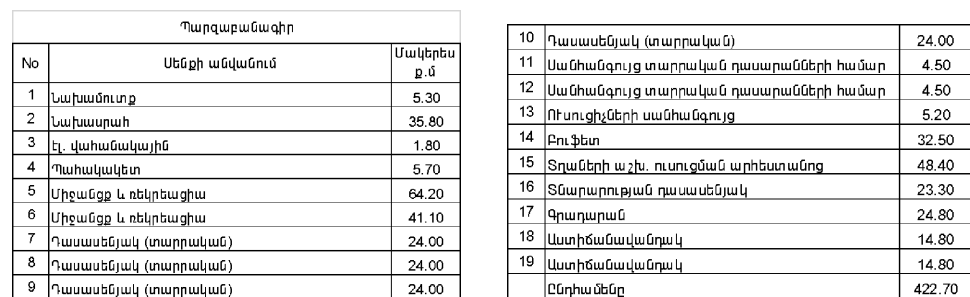 Պարզաբանագիր
No Սենքի անվանում Մակերես ք.մ
1 Նախամուտք 5.30
2 Նախասրահ 35.80
3 Էլ. վահանակային 1.80
4 Պահակակետ 5.70
5 Միջանցք և ռեկրեացիա 64.20
6 Միջանցք և ռեկրեացիա 41.10
7 Դասասենյակ (տարրական) 24.00
8 Դասասենյակ (տարրական) 24.00
9 Դասասենյակ (տարրական) 24.00
10 Դասասենյակ (տարրական) 24.00
11 Սանհանգույց տարրական դասարանների համար 4.50
12 Սանհանգույց տարրական դասարանների համար 4.50
13 Ուսուցիչների սանհանգույց 5.20
14 Բուֆետ 32.50
15 Տղաների աշխ. ուսուցման արհեստանոց 48.40
16 Տնարարության դասասենյակ 23.30
17 Գրադարան 24.80
18 Աստիճանավանդակ 14.80
19 Աստիճանավանդակ 14.80
Ընդհամենը 422.70